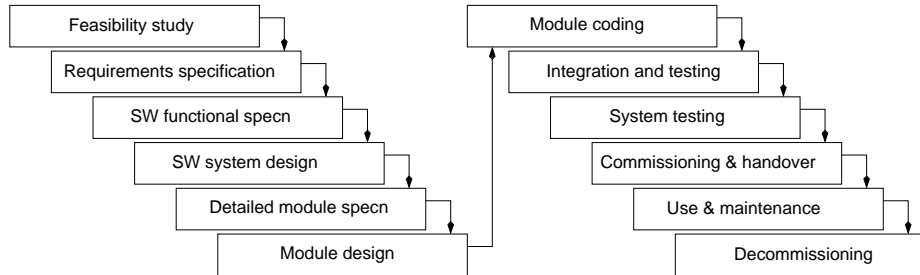 Feasibility study
Requirements specification
SW functional specn
SW system design
Detailed module specn
Module design
Module coding
Integration and testing
System testing
Commissioning & handover
Use & maintenance
Decommissioning